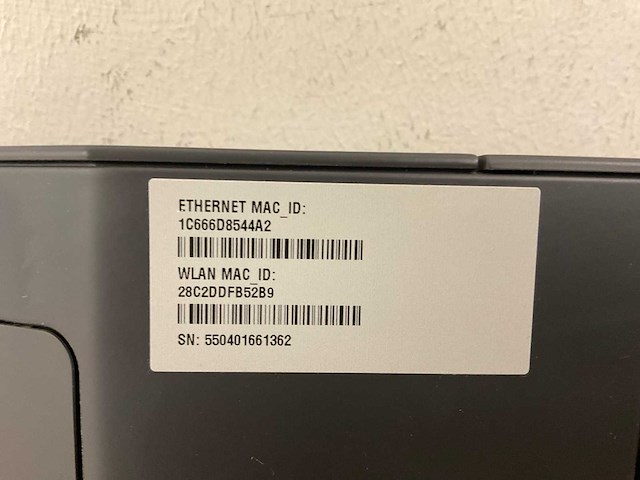 ETHERNET MAC_ID:
1C666D8544A2
WLAN MAC_ID:
28C2DDFB52B9
SN: 550401661362